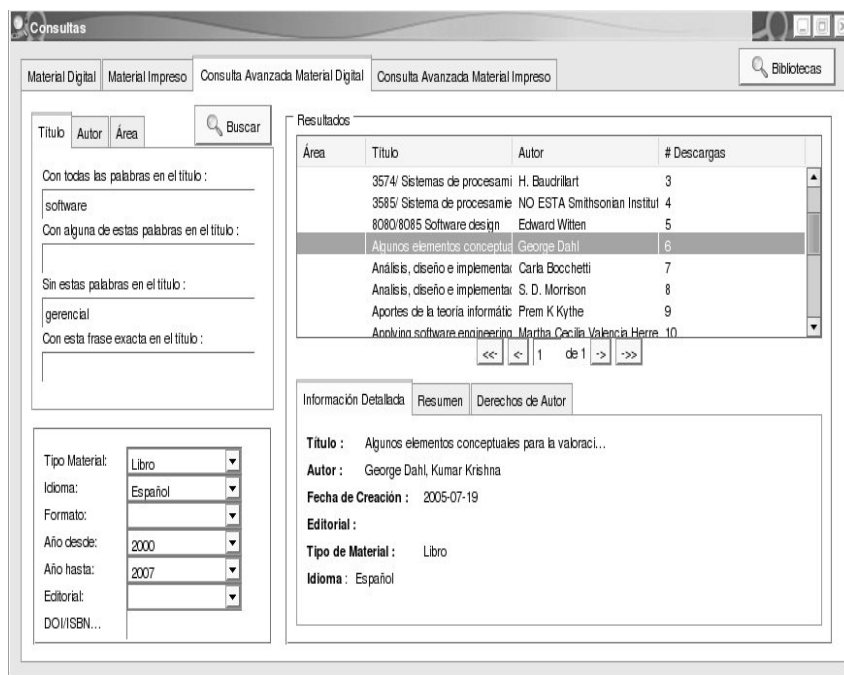 Consultas
Material Digital Material Impreso Consulta Avanzada Material Digital Consulta Avanzada Material Impreso Bibliotecas
Título Autor Área Buscar
Con todas las palabras en el título :
software
Con alguna de estas palabras en el título :
Sin estas palabras en el título :
gerencial
Con esta frase exacta en el título :
Tipo Material: Libro
Idioma: Español
Formato:
Año desde: 2000
Año hasta: 2007
Editorial:
DOI/ISBN...
Resultados
Área Título Autor # Descargas
3574/ Sistemas de procesami H. Baudrillart 3
3585/ Sistema de procesamie NO ESTA Smithsonian Institut 4
8080/8085 Software design Edward Witten 5
Algunos elementos conceptua George Dahl 6
Análisis, diseño e implementac Carla Bocchetti 7
Analisis, diseño e implementac S. D. Morrison 8
Aportes de la teoría informátic Prem K Kythe 9
Applying software engineering Martha Cecilia Valencia Herre 10
<<- <- 1 de 1 -> ->>
Información Detallada Resumen Derechos de Autor
Título : Algunos elementos conceptuales para la valoraci...
Autor : George Dahl, Kumar Krishna
Fecha de Creación : 2005-07-19
Editorial :
Tipo de Material : Libro
Idioma : Español